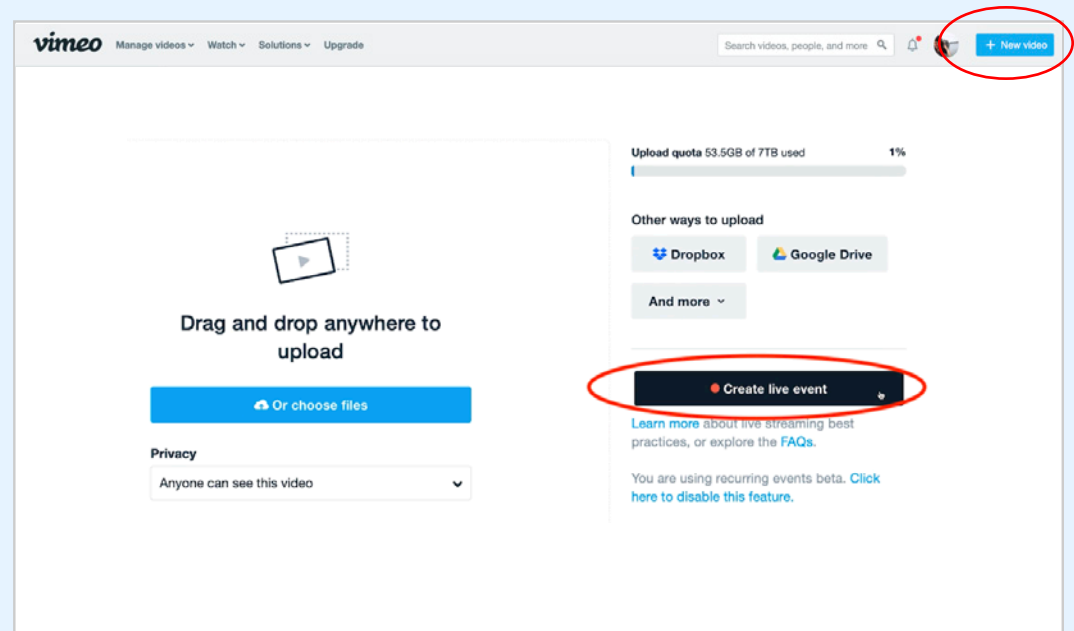 vimeo Manage videos Watch Solutions Upgrade Search videos, people, and more + New video
Upload quota 53.5GB of 7TB used 1%
Other ways to upload
Dropbox Google Drive
And more
Drag and drop anywhere to
upload
Or choose files
Privacy
Anyone can see this video
Create live event
Learn more about live streaming best
practices, or explore the FAQs.
You are using recurring events beta. Click
here to disable this feature.